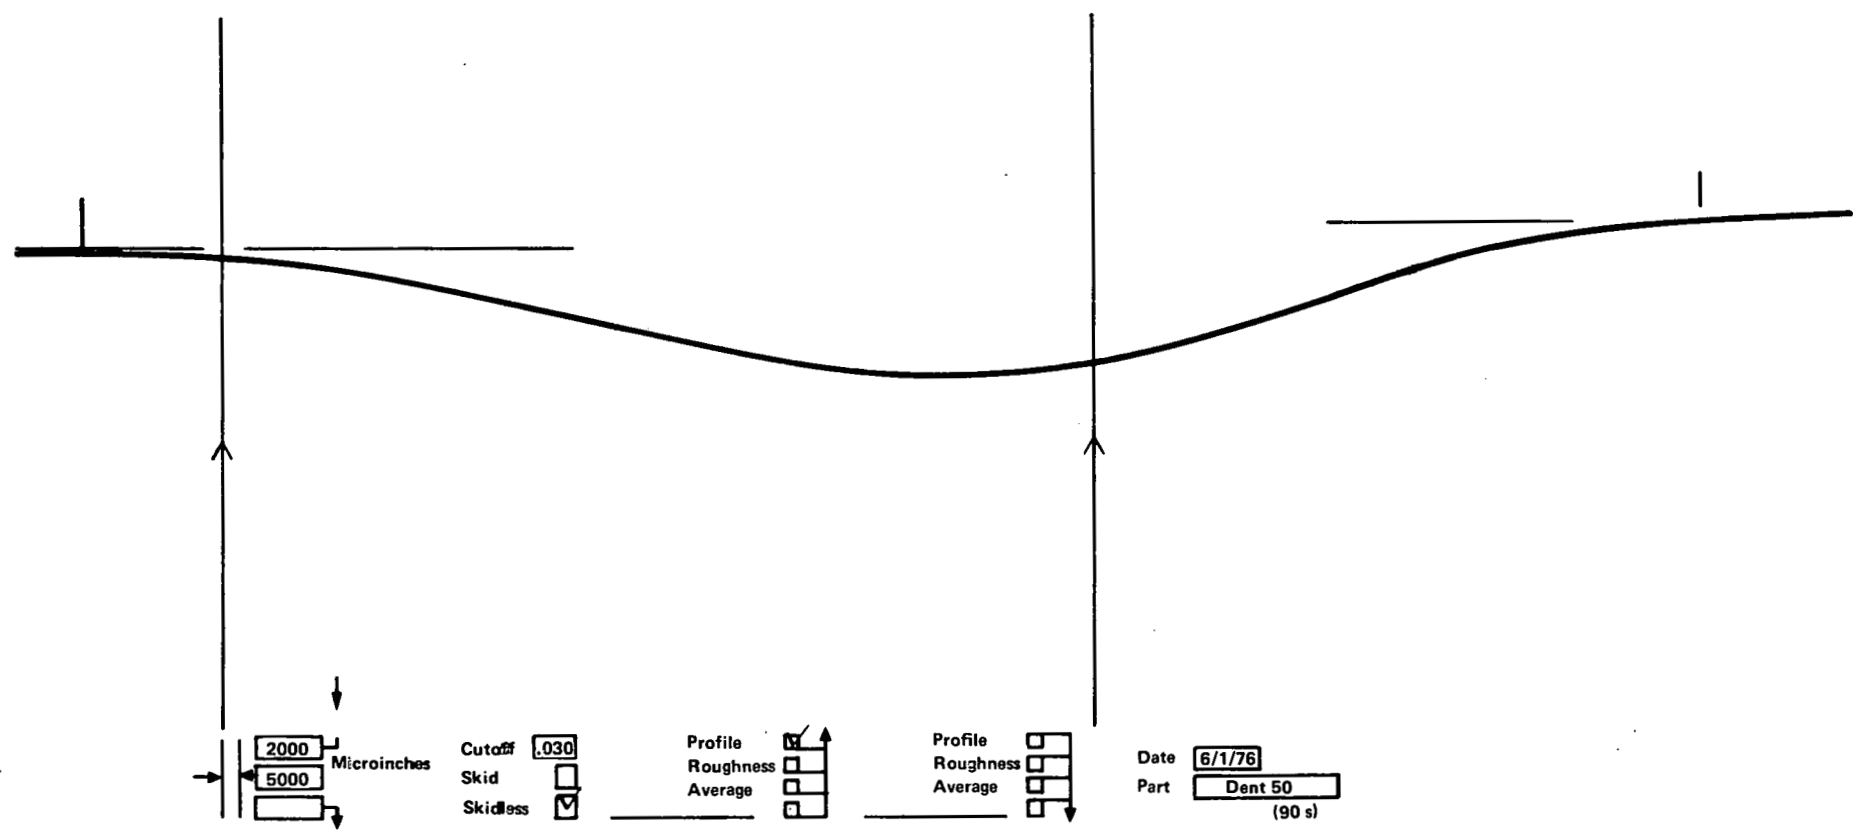 2000
Microinches
5000
Cutoff .030
Skid
Skidless
Profile
Roughness
Average
Profile
Roughness
Average
Date 6/1/76
Part Dent 50
(90 s)